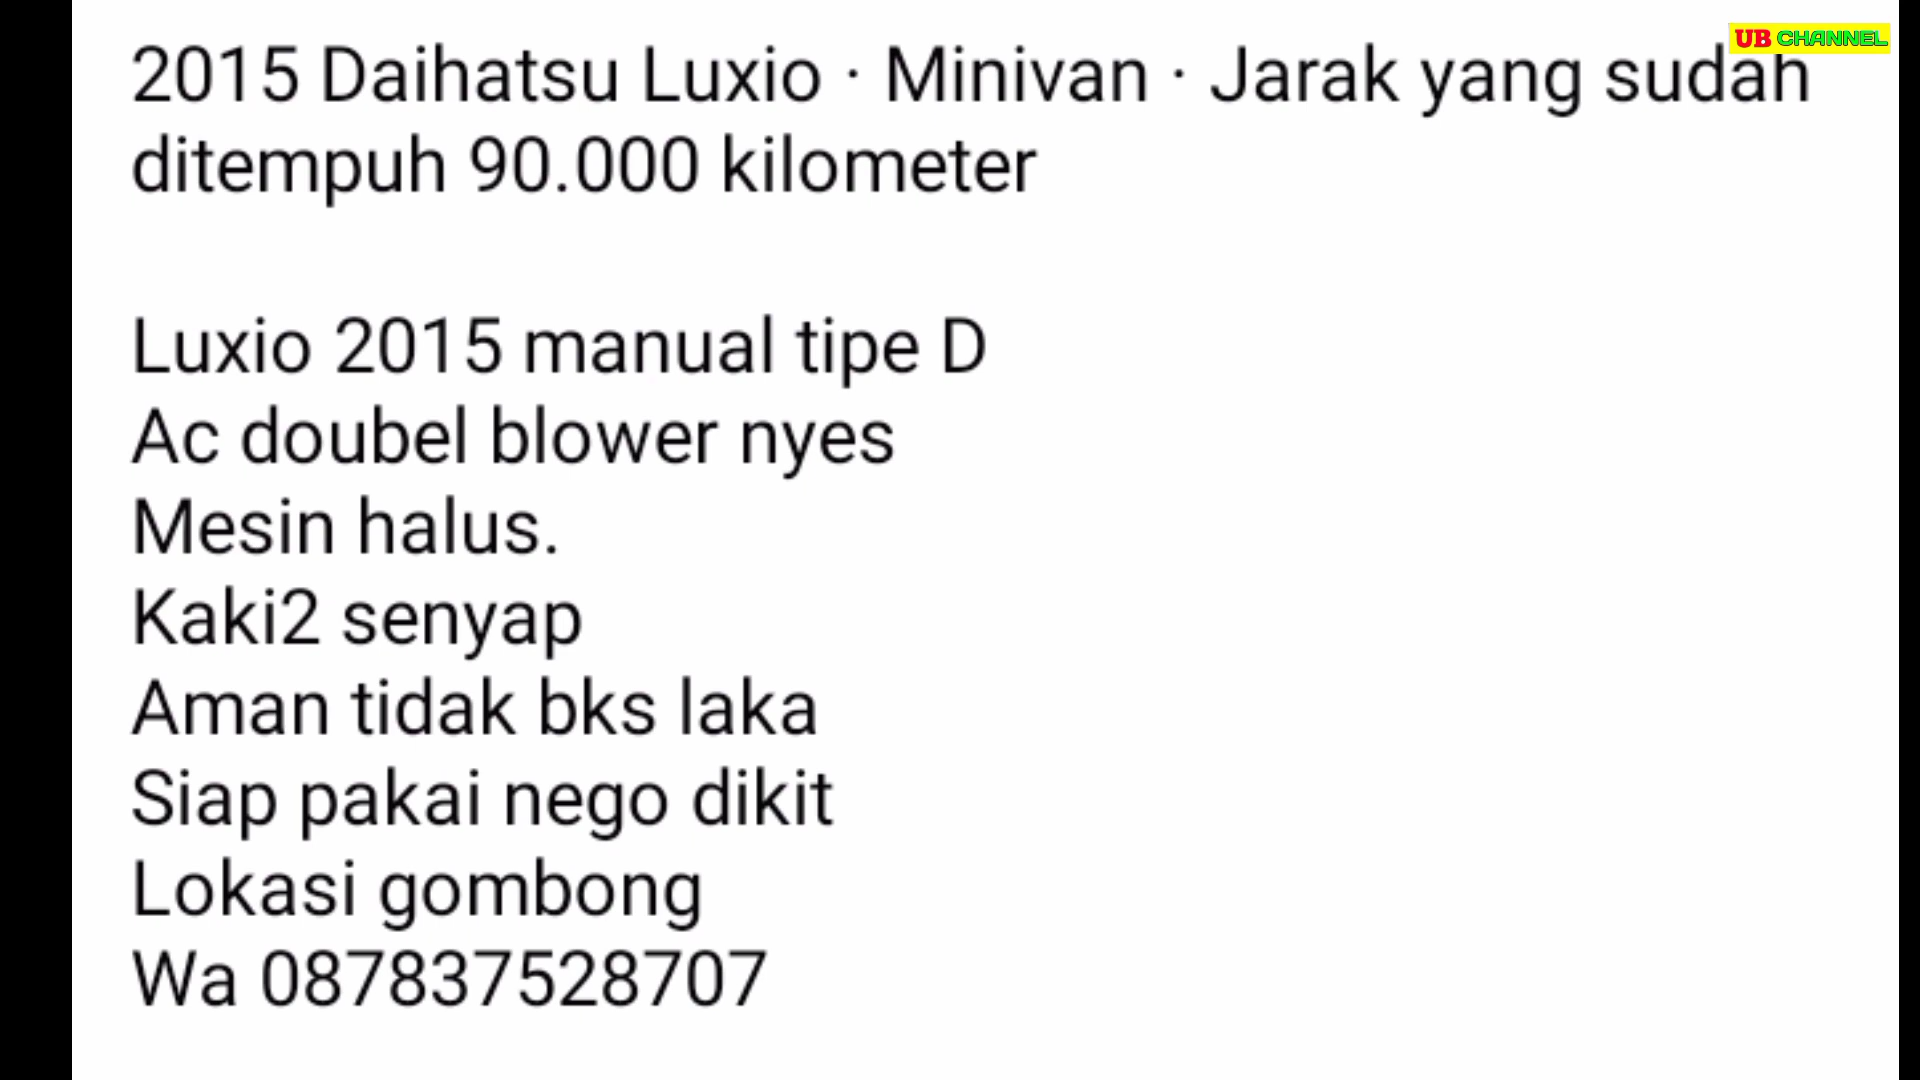 UB CHANNEL
2015 Daihatsu Luxio · Minivan · Jarak yang sudah
ditempuh 90.000 kilometer
Luxio 2015 manual tipe D
Ac doubel blower nyes
Mesin halus.
Kaki2 senyap
Aman tidak bks laka
Siap pakai nego dikit
Lokasi gombong
Wa 087837528707